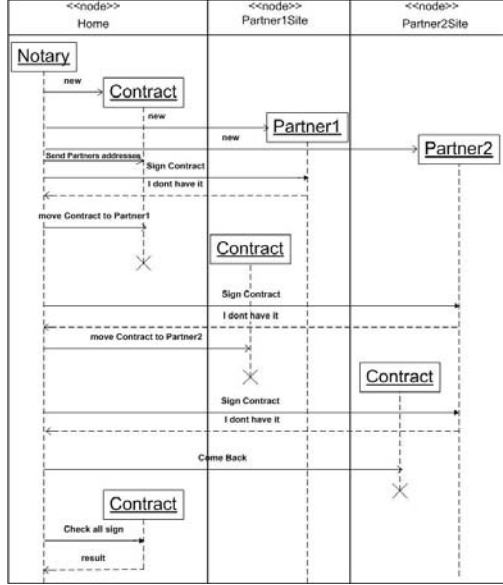 <<node>>
Home
<<node>>
Partner1Site
<<node>>
Partner2Site
Notary
new
Contract
new
Partner1
new
Partner2
Send Partners addresses
Sign Contract
I dont have it
move Contract to Partner1
Contract
Sign Contract
I dont have it
move Contract to Partner2
Contract
Sign Contract
I dont have it
Come Back
Contract
Check all sign
result